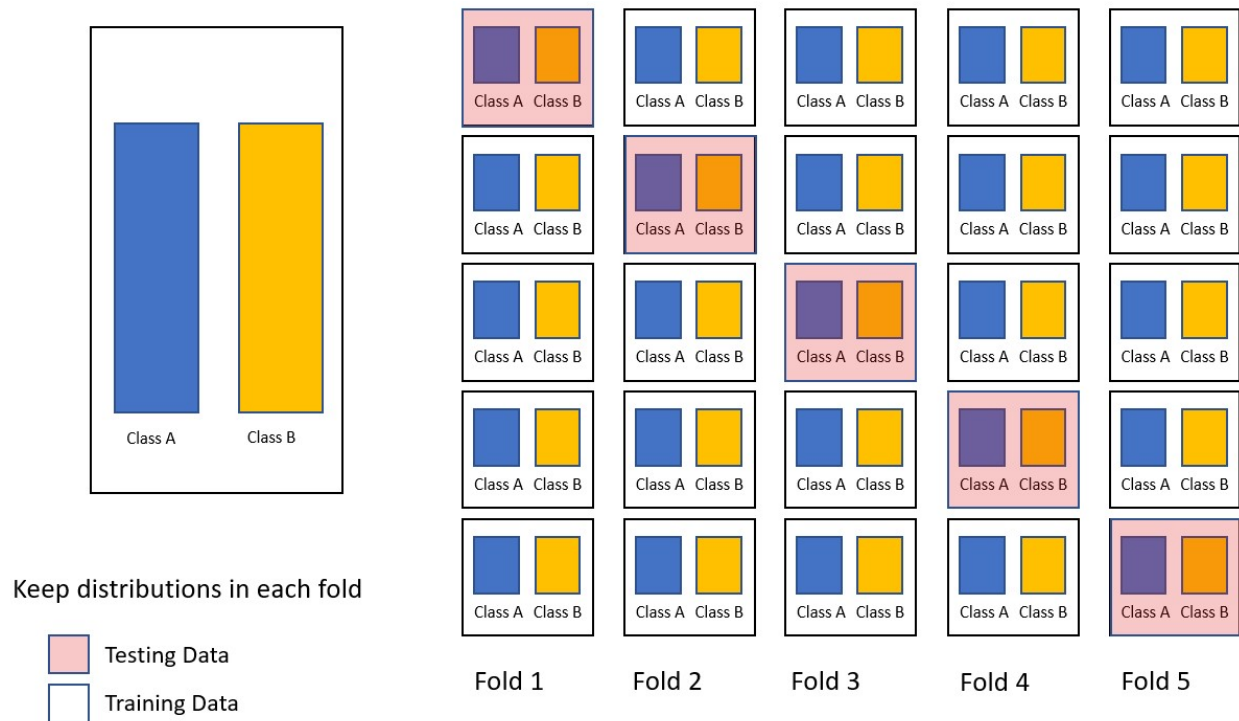 Class A Class B
Class A Class B Class A Class B Class A Class B Class A Class B Class A Class B
Class A Class B Class A Class B Class A Class B Class A Class B Class A Class B
Class A Class B Class A Class B Class A Class B Class A Class B Class A Class B
Class A Class B Class A Class B Class A Class B Class A Class B Class A Class B
Class A Class B Class A Class B Class A Class B Class A Class B Class A Class B
Keep distributions in each fold
Testing Data
Training Data
Fold 1 Fold 2 Fold 3 Fold 4 Fold 5